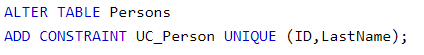 ALTER TABLE Persons
ADD CONSTRAINT UC_Person UNIQUE (ID,LastName);